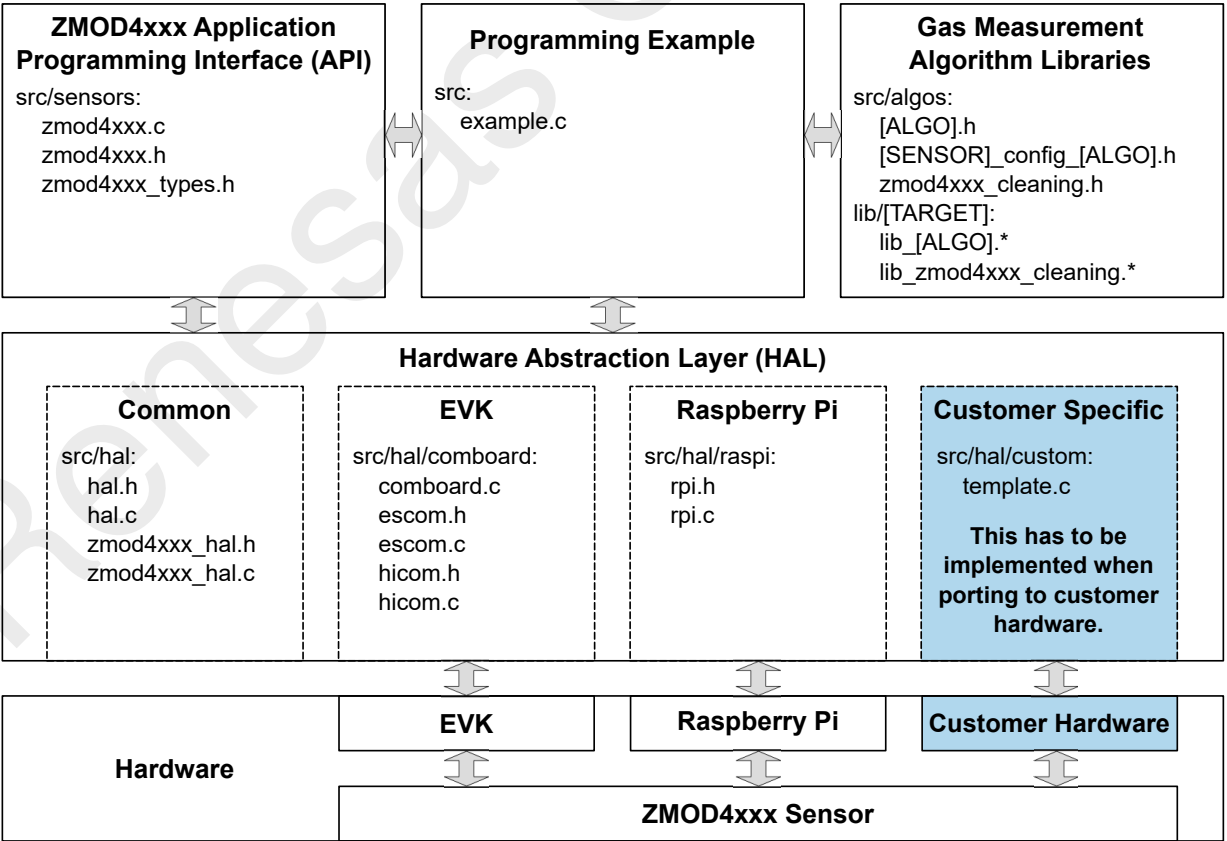 ZMOD4xxx Application
Programming Interface (API)
src/sensors:
zmod4xxx.c
zmod4xxx.h
zmod4xxx_types.h
Programming Example
src:
example.c
Gas Measurement
Algorithm Libraries
src/algos:
[ALGO].h
[SENSOR]_config_[ALGO].h
zmod4xxx_cleaning.h
lib/[TARGET]:
lib_[ALGO].*
lib_zmod4xxx_cleaning.*
Hardware Abstraction Layer (HAL)
Common
src/hal:
hal.h
hal.c
zmod4xxx_hal.h
zmod4xxx_hal.c
EVK
src/hal/comboard:
comboard.c
escom.h
escom.c
hicom.h
hicom.c
Raspberry Pi
src/hal/raspi:
rpi.h
rpi.c
Customer Specific
src/hal/custom:
template.c
This has to be
implemented when
porting to customer
hardware.
Hardware
EVK
Raspberry Pi
Customer Hardware
ZMOD4xxx Sensor
Renesas